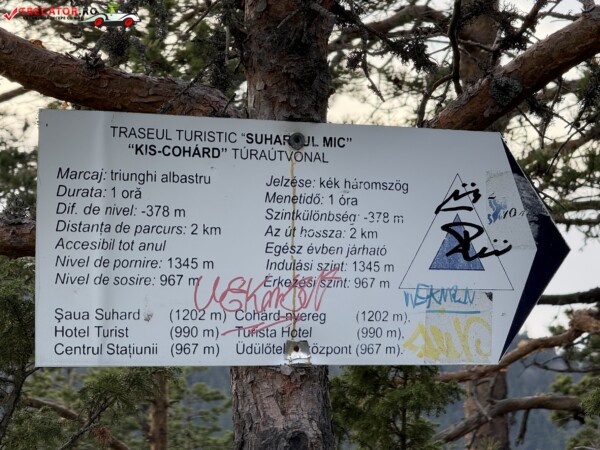 TRECATOR.RO
TRASEUL TURISTIC "SUHARDUL MIC"
"KIS-COHÁRD" TÚRAÚTVONAL
Marcaj: triunghi albastru
Durata: 1 oră
Dif. de nivel: -378 m
Distanța de parcurs: 2 km
Accesibil tot anul
Nivel de pornire: 1345 m
Nivel de sosire: 967 m
Jelzése: kék háromszög
Menetidő: 1 óra
Szintkülönbség: -378 m
Az út hossza: 2 km
Egész évben járható
Indulási szint: 1345 m
Érkezési szint: 967 m
Șaua Suhard (1202 m) Cohárd-nyereg (1202 m),
Hotel Turist (990 m) Turista Hotel (990 m),
Centrul Stațiunii (967 m) Üdülőtelep központ (967 m).